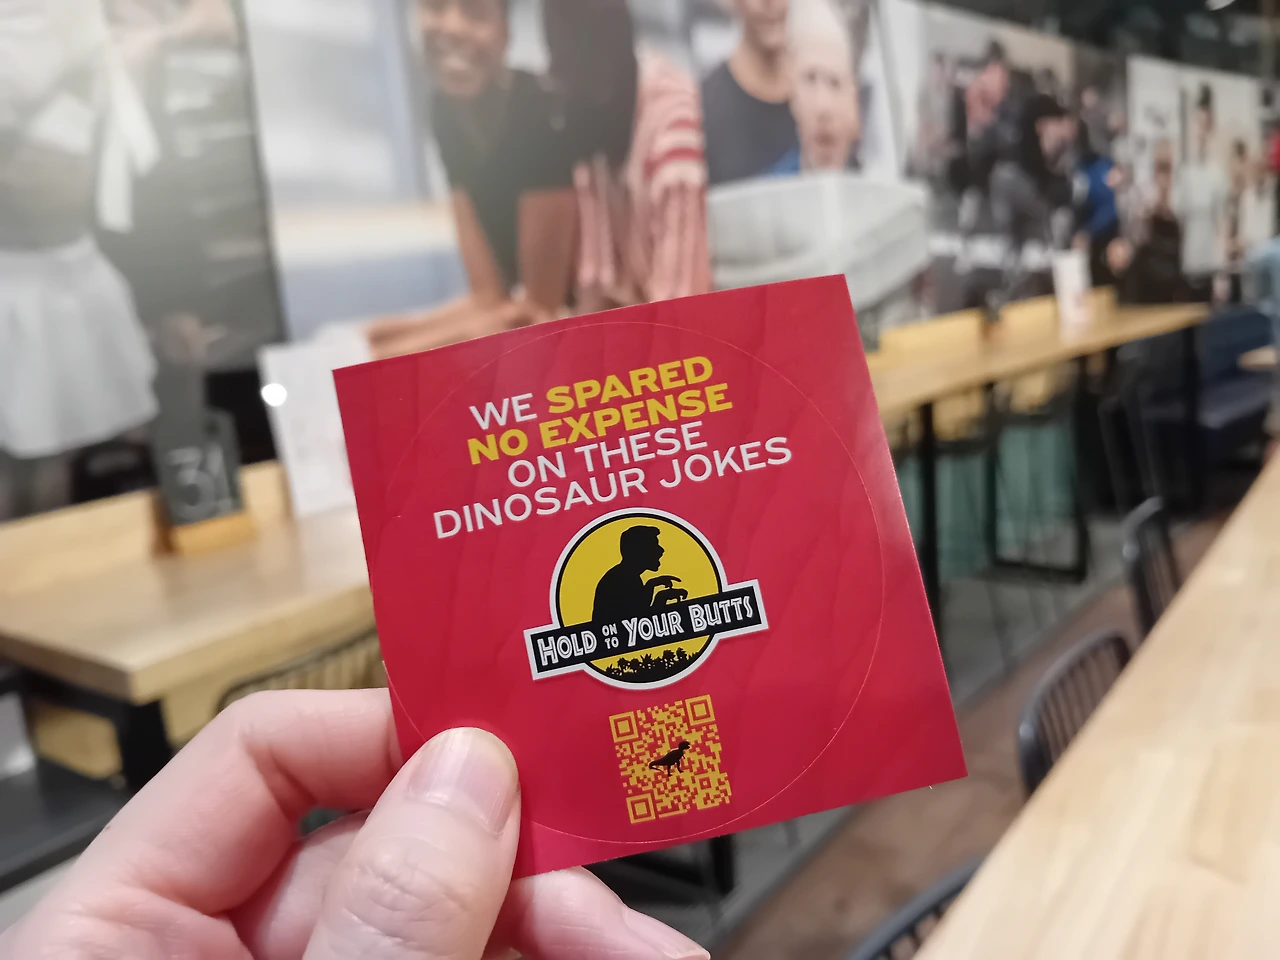 WE SPARED
NO EXPENSE
ON THESE
DINOSAUR JOKES
HOLD ON TO YOUR BUTTS
31